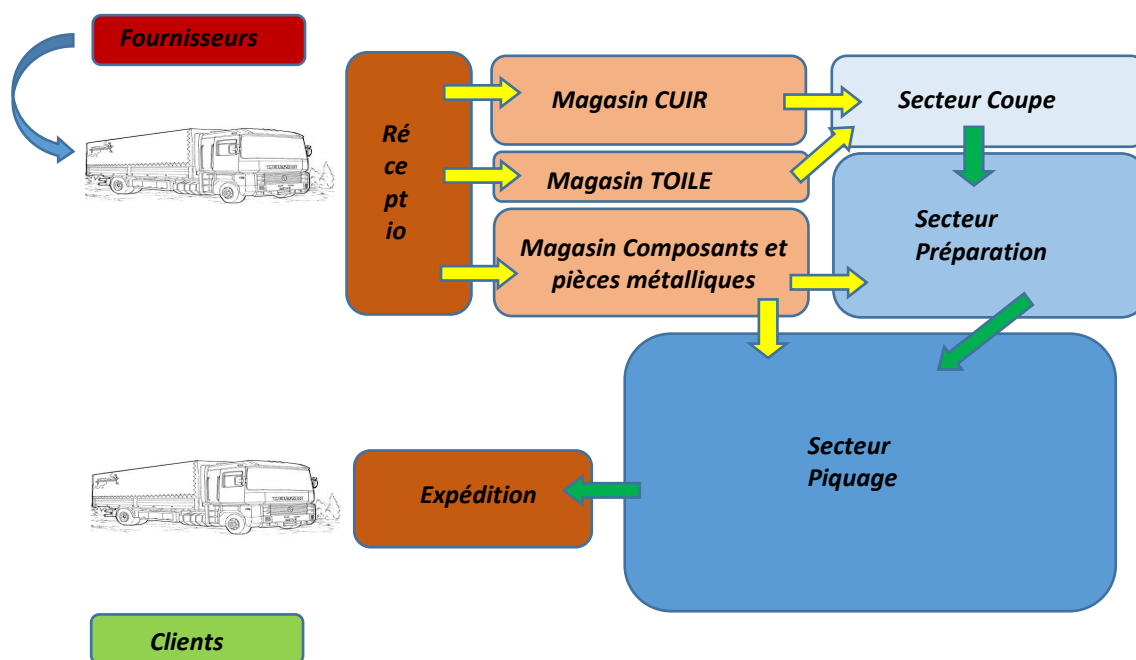 Fournisseurs
Ré
ce
pt
io
Magasin CUIR
Magasin TOILE
Magasin Composants et
pièces métalliques
Secteur Coupe
Secteur
Préparation
Secteur
Piquage
Expédition
Clients